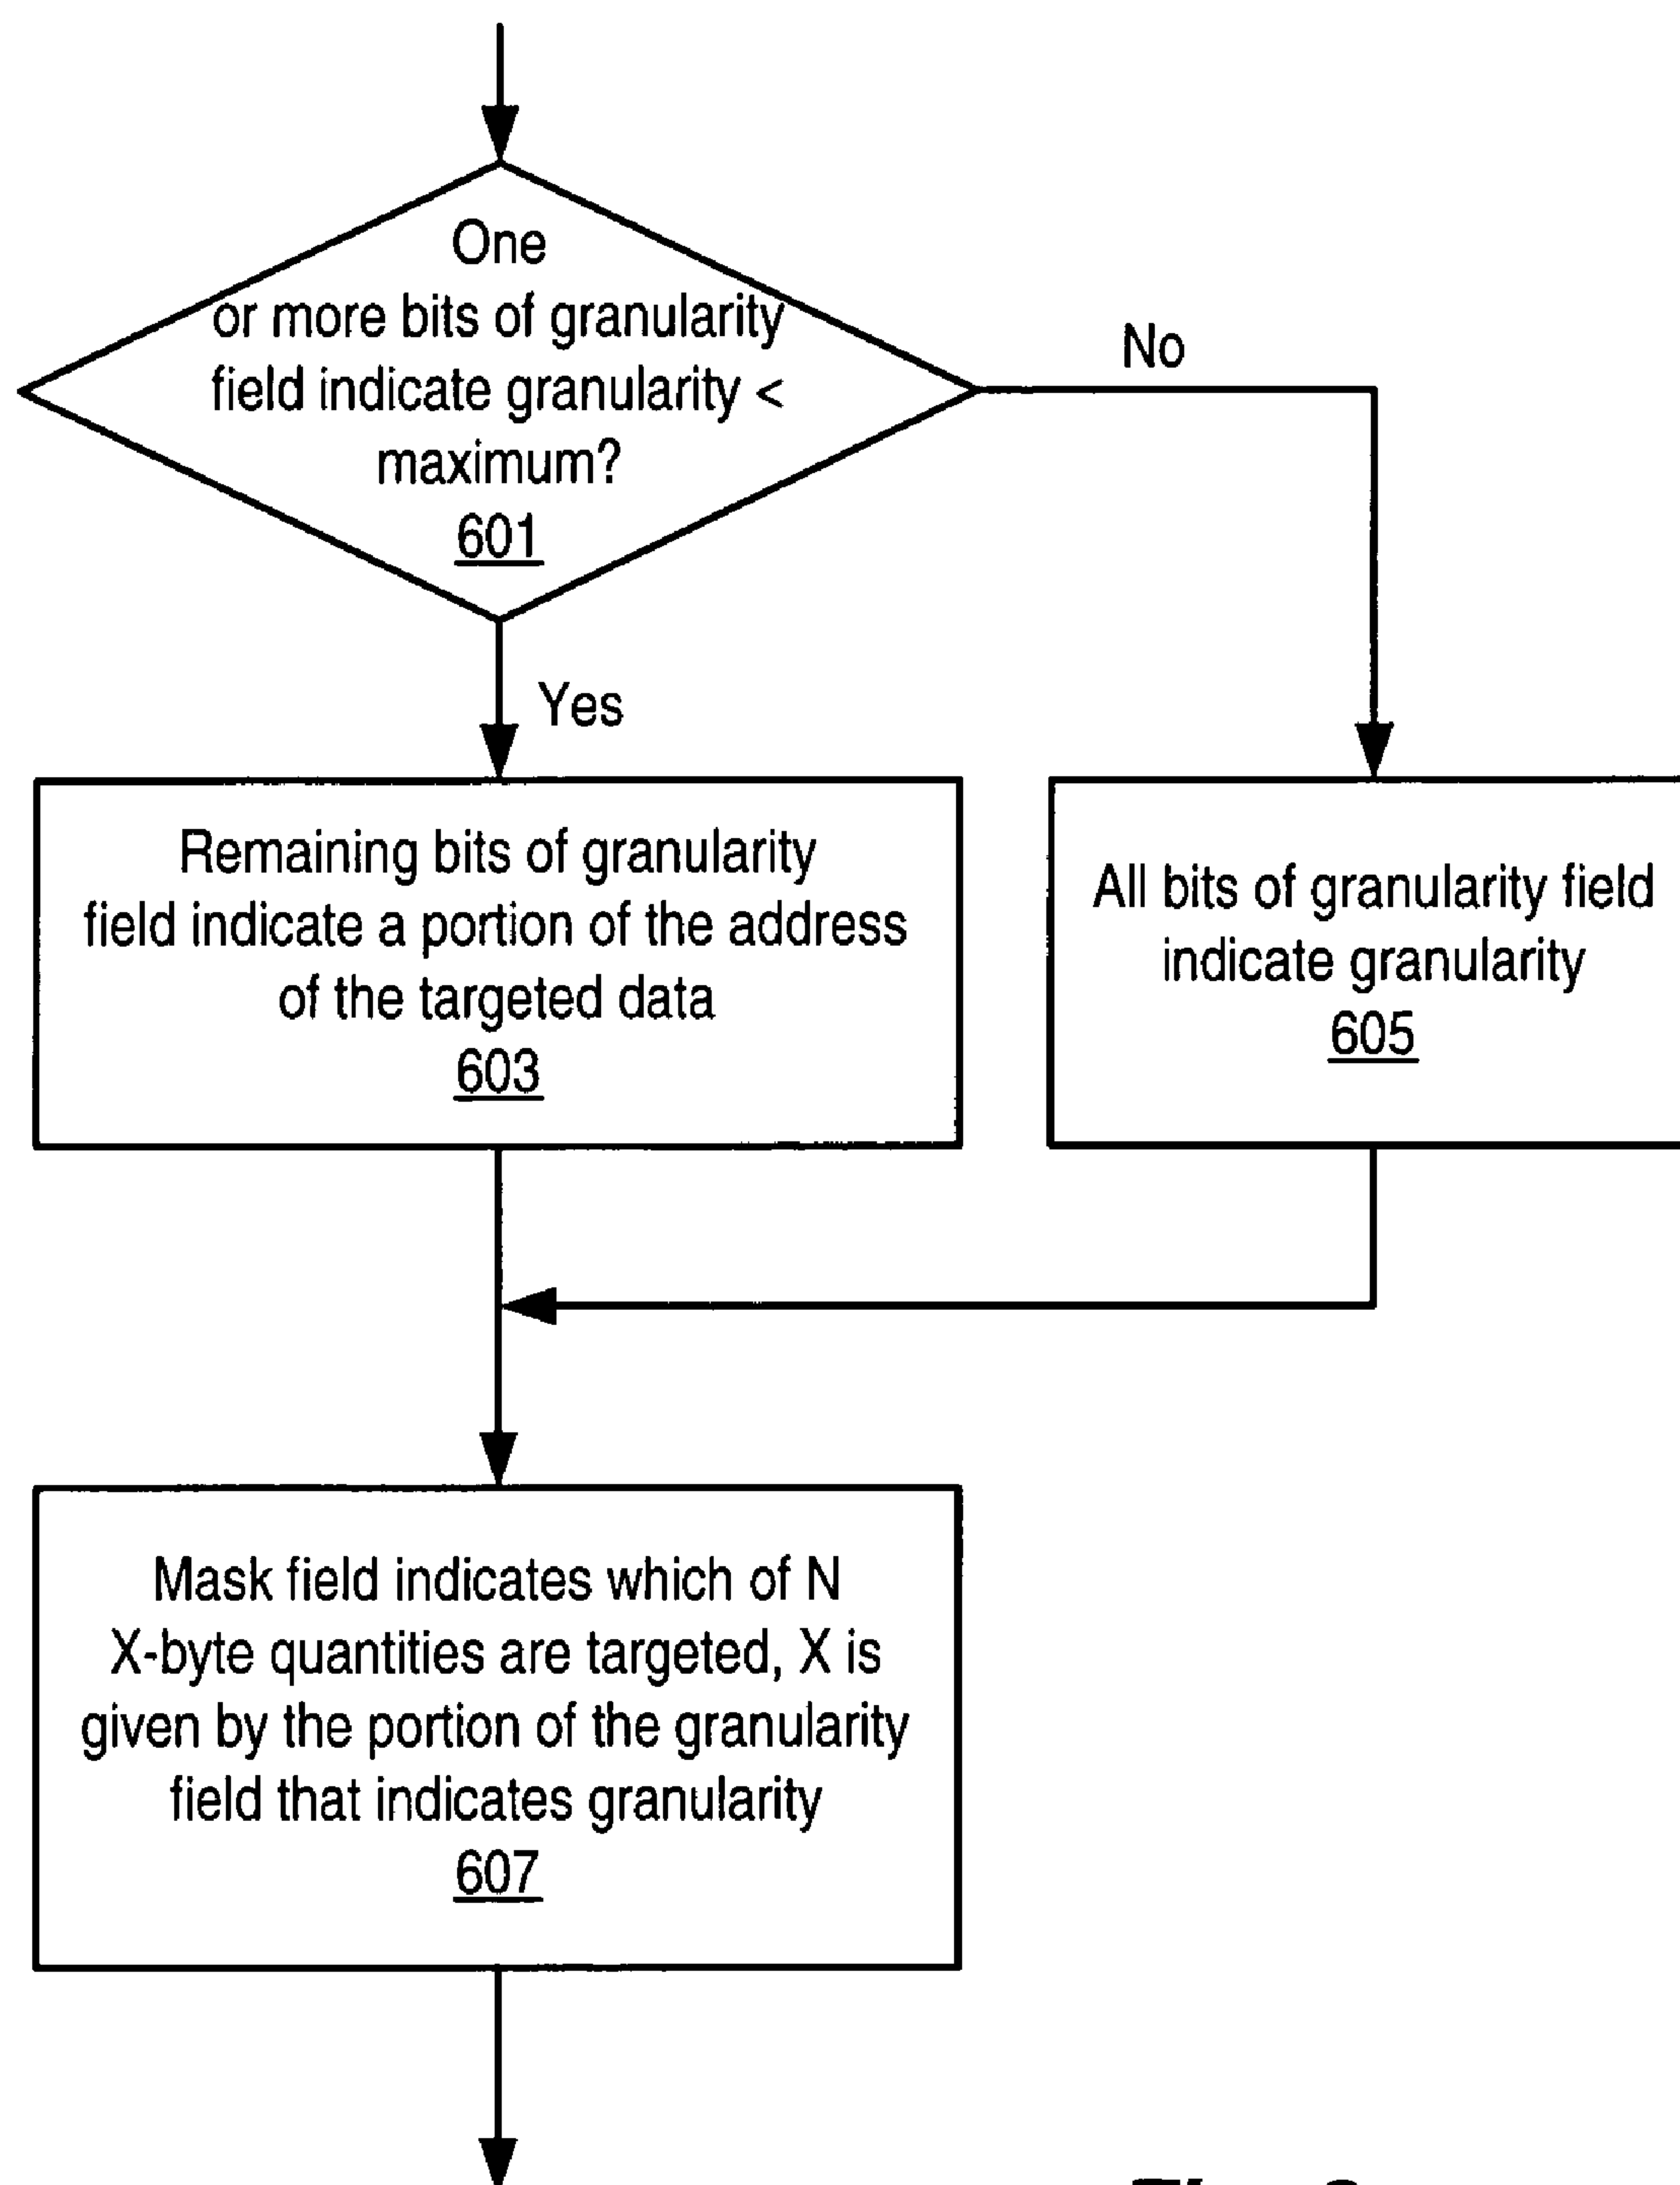 One
or more bits of granularity
field indicate granularity <
maximum?
601
No
Yes
Remaining bits of granularity
field indicate a portion of the address
of the targeted data
603
All bits of granularity field
indicate granularity
605
Mask field indicates which of N
X-byte quantities are targeted, X is
given by the portion of the granularity
field that indicates granularity
607